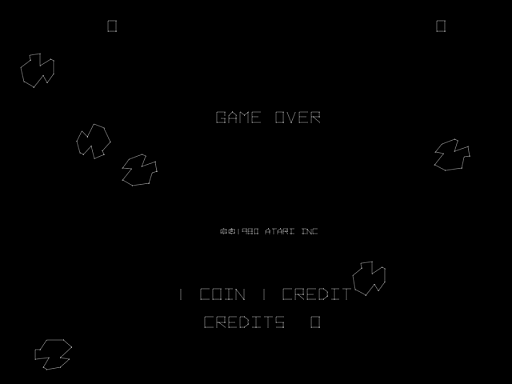 0 0
GAME OVER
©℗1980 ATARI INC
1 COIN 1 CREDIT
CREDITS 0